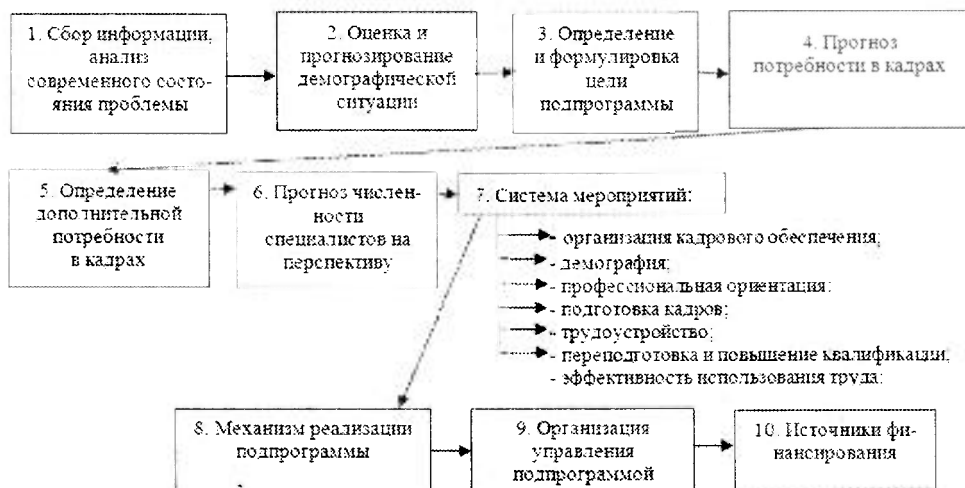 1. Сбор информации,
анализ
современного состо-
яния проблемы
2. Оценка и
прогнозирование
демографической
ситуации
3. Определение
и формулировка
цели
подпрограммы
4. Прогноз
потребности в кадрах
5. Определение
дополнительной
потребности
в кадрах
6. Прогноз числен-
ности
специалистов на
перспективу
7. Система мероприятий:
- организация кадрового обеспечения;
- демография;
- профессиональная ориентация;
- подготовка кадров;
- трудоустройство;
- переподготовка и повышение квалификации;
- эффективность использования труда;
8. Механизм реализации
подпрограммы
9. Организация
управления
подпрограммой
10. Источники фи-
нансирования